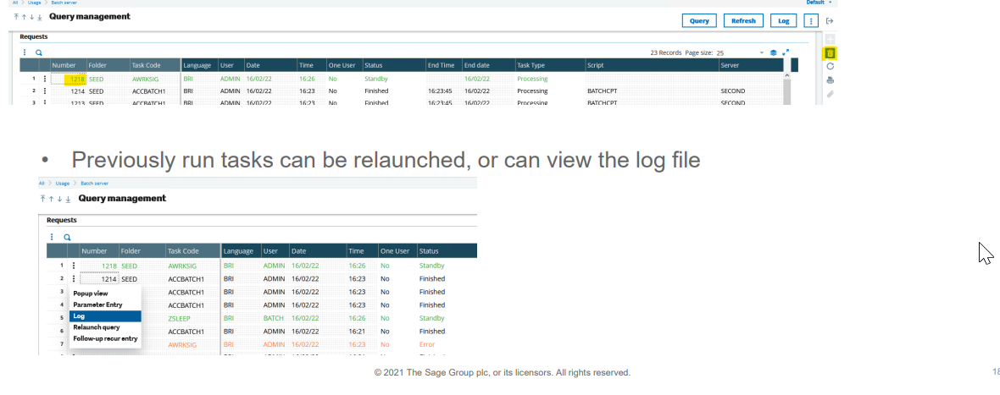 All > Usage > Batch server Default
Query management Query Refresh Log
Requests
23 Records Page size: 25
Number Folder Task Code Language User Date Time One User Status End Time End date Task Type Script Server
1 1218 SEED AWRKSIG BRI ADMIN 16/02/22 16:26 No Standby 16/02/22 Processing
2 1214 SEED ACCBATCH1 BRI ADMIN 16/02/22 16:23 No Finished 16:23:45 16/02/22 Processing BATCHCPT SECOND
3 1213 SEED ACCBATCH1 BRI ADMIN 16/02/22 16:23 No Finished 16:23:45 16/02/22 Processing BATCHCPT SECOND
• Previously run tasks can be relaunched, or can view the log file
All > Usage > Batch server
Query management
Requests
Number Folder Task Code Language User Date Time One User Status
1 1218 SEED AWRKSIG BRI ADMIN 16/02/22 16:26 No Standby
2 1214 SEED ACCBATCH1 BRI ADMIN 16/02/22 16:23 No Finished
3 ACCBATCH1 BRI ADMIN 16/02/22 16:23 No Finished
4 ACCBATCH1 BRI ADMIN 16/02/22 16:23 No Finished
5 ZSLEEP BRI BATCH 16/02/22 16:26 No Standby
6 ACCBATCH1 BRI ADMIN 16/02/22 16:21 No Finished
7 AWRKSIG BRI ADMIN 16/02/22 16:23 No Error
Popup view
Parameter Entry
Log
Relaunch query
Follow-up recur entry
© 2021 The Sage Group plc, or its licensors. All rights reserved.
18